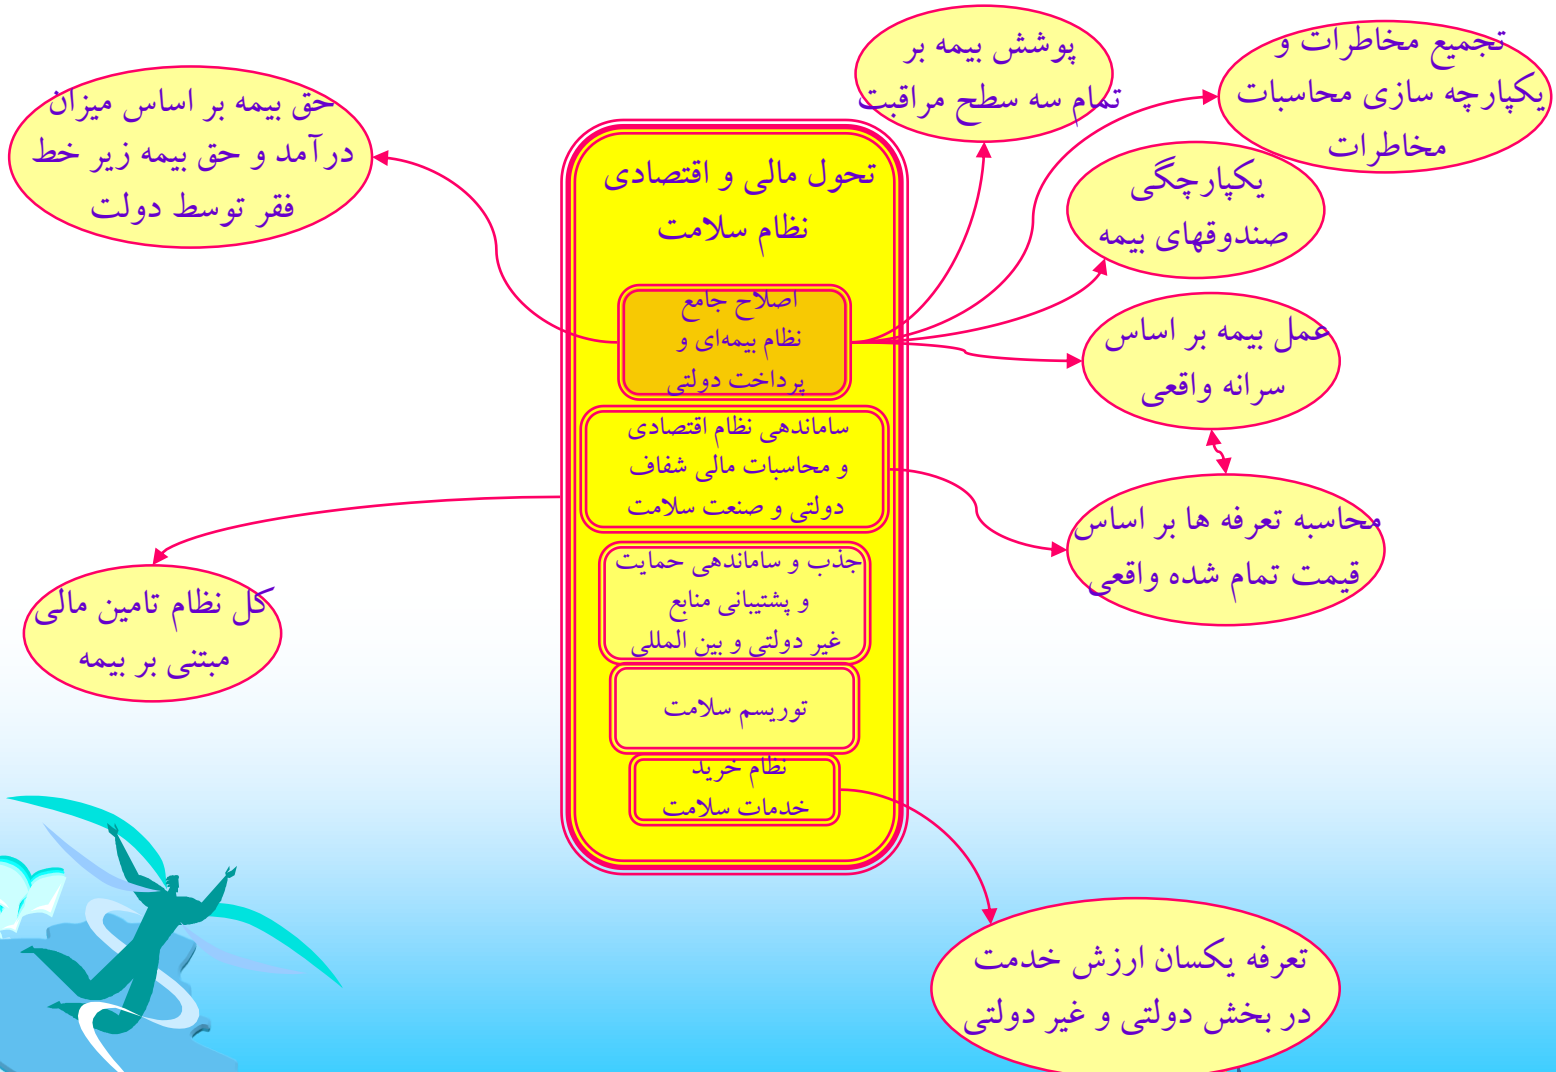 تحول مالی و اقتصادی
نظام سلامت
اصلاح جامع
نظام بیمه‌ای و
پرداخت دولتی
ساماندهی نظام اقتصادی
و محاسبات مالی شفاف
دولتی و صنعت سلامت
جذب و ساماندهی حمایت
و پشتیبانی منابع
غیر دولتی و بین المللی
توریسم سلامت
نظام خرید
خدمات سلامت
تجمیع مخاطرات و
یکپارچه سازی محاسبات
مخاطرات
پوشش بیمه بر
تمام سه سطح مراقبت
یکپارچگی
صندوقهای بیمه
عمل بیمه بر اساس
سرانه واقعی
محاسبه تعرفه ها بر اساس
قیمت تمام شده واقعی
تعرفه یکسان ارزش خدمت
در بخش دولتی و غیر دولتی
حق بیمه بر اساس میزان
درآمد و حق بیمه زیر خط
فقر توسط دولت
کل نظام تامین مالی
مبتنی بر بیمه